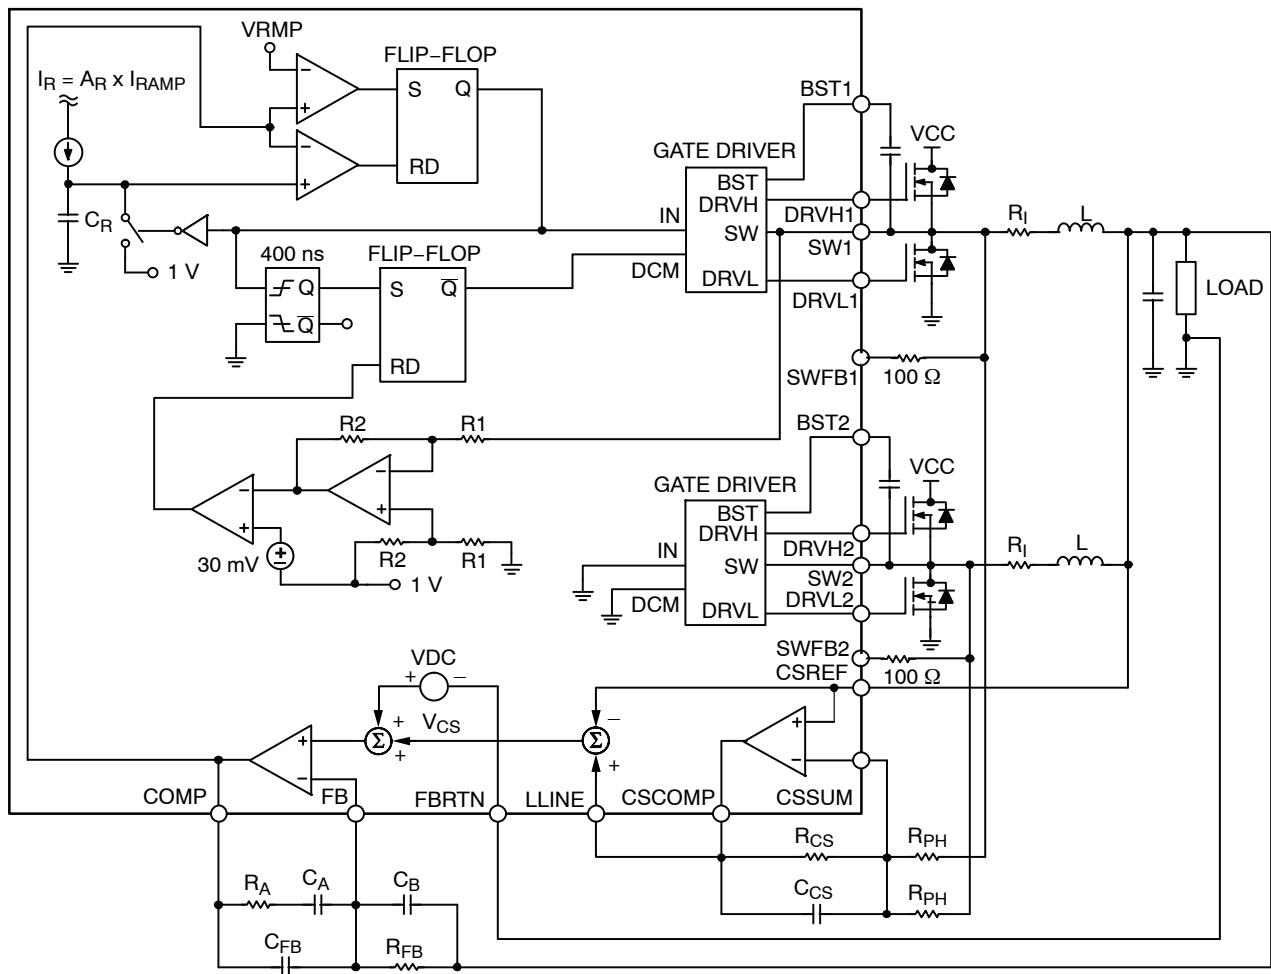 VRMP
FLIP–FLOP
I_R = A_R x I_RAMP
S Q
RD
C_R
1 V
BST1
VCC
GATE DRIVER
BST
DRVH
IN
SW
DCM
DRVL
DRVH1
SW1
DRVL1
R_I
L
LOAD
400 ns
Q
Q̅
FLIP–FLOP
S Q̅
RD
SWFB1
100 Ω
R2
R1
BST2
VCC
GATE DRIVER
BST
DRVH
IN
SW
DCM
DRVL
DRVH2
SW2
DRVL2
R_I
L
–
+
–
+
–
+
–
+
30 mV
R2
R1
1 V
SWFB2
100 Ω
CSREF
VDC
+ –
V_CS
Σ
+
+
Σ
–
+
+
–
+
–
COMP
FB
FBRTN
LLINE
CSCOMP
CSSUM
R_CS
R_PH
C_CS
R_PH
R_A
C_A
C_B
C_FB
R_FB